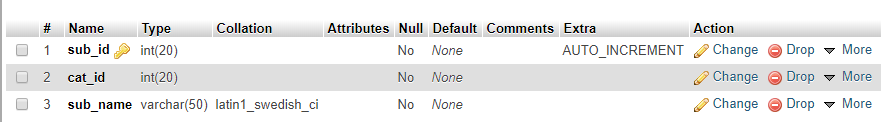 # Name Type Collation Attributes Null Default Comments Extra Action
1 sub_id int(20) No None AUTO_INCREMENT Change Drop More
2 cat_id int(20) No None Change Drop More
3 sub_name varchar(50) latin1_swedish_ci No None Change Drop More